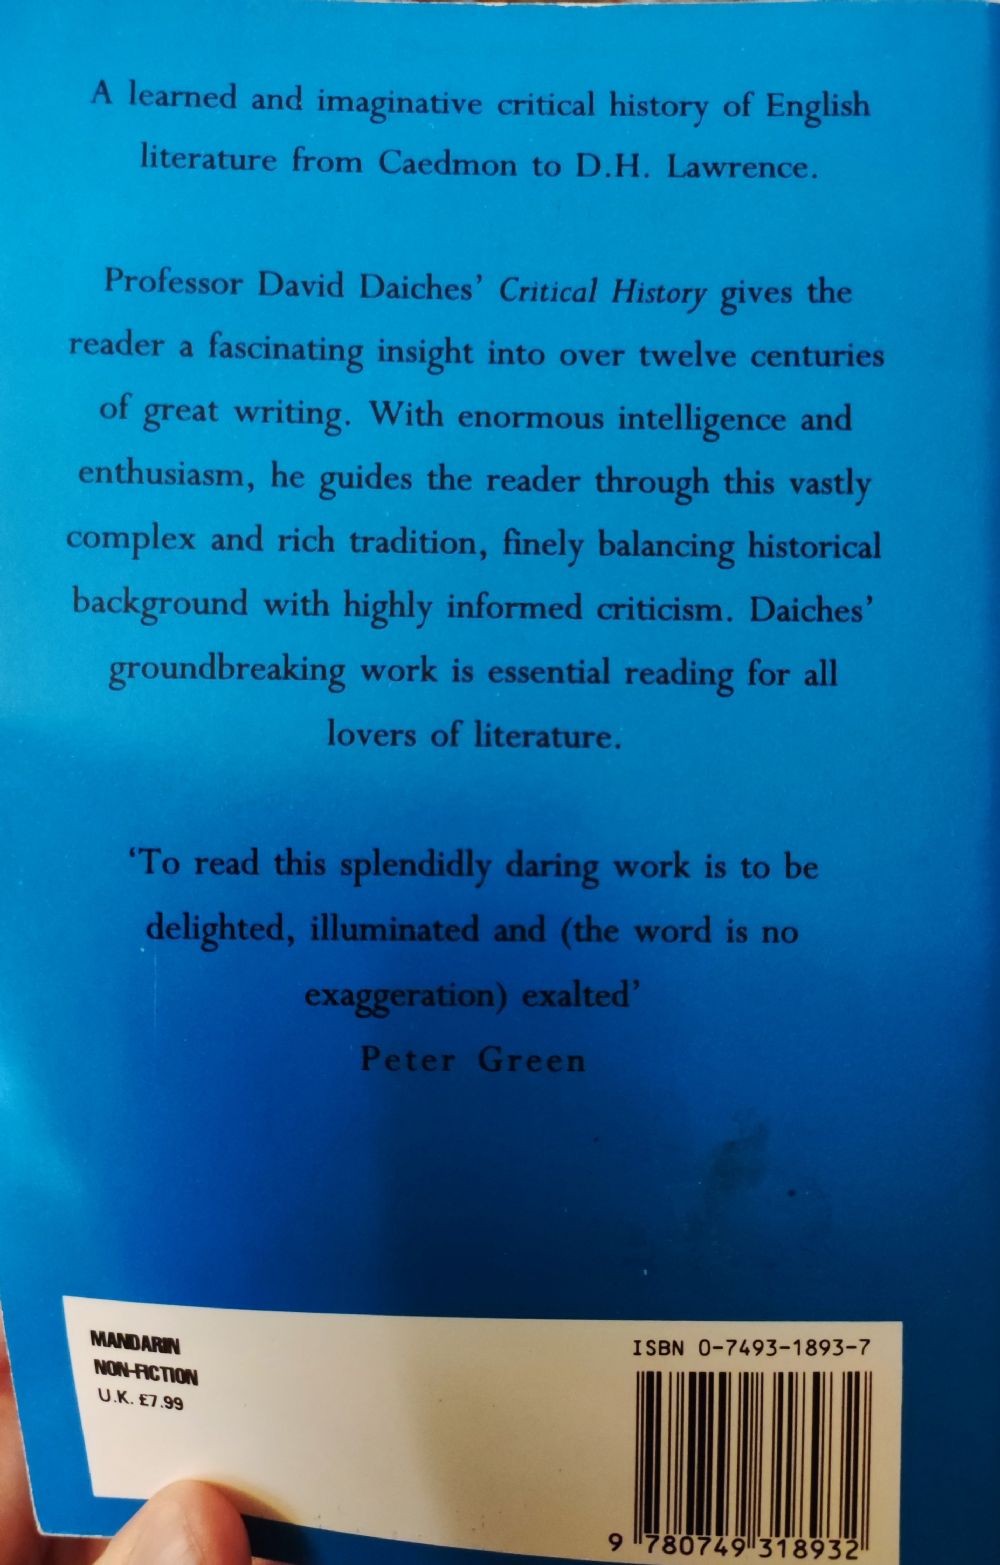 A learned and imaginative critical history of English
literature from Caedmon to D.H. Lawrence.
Professor David Daiches’ Critical History gives the
reader a fascinating insight into over twelve centuries
of great writing. With enormous intelligence and
enthusiasm, he guides the reader through this vastly
complex and rich tradition, finely balancing historical
background with highly informed criticism. Daiches’
groundbreaking work is essential reading for all
lovers of literature.
‘To read this splendidly daring work is to be
delighted, illuminated and (the word is no
exaggeration) exalted’
Peter Green
MANDARIN
NON-FICTION
U.K. £7.99
ISBN 0-7493-1893-7
9 780749 318932